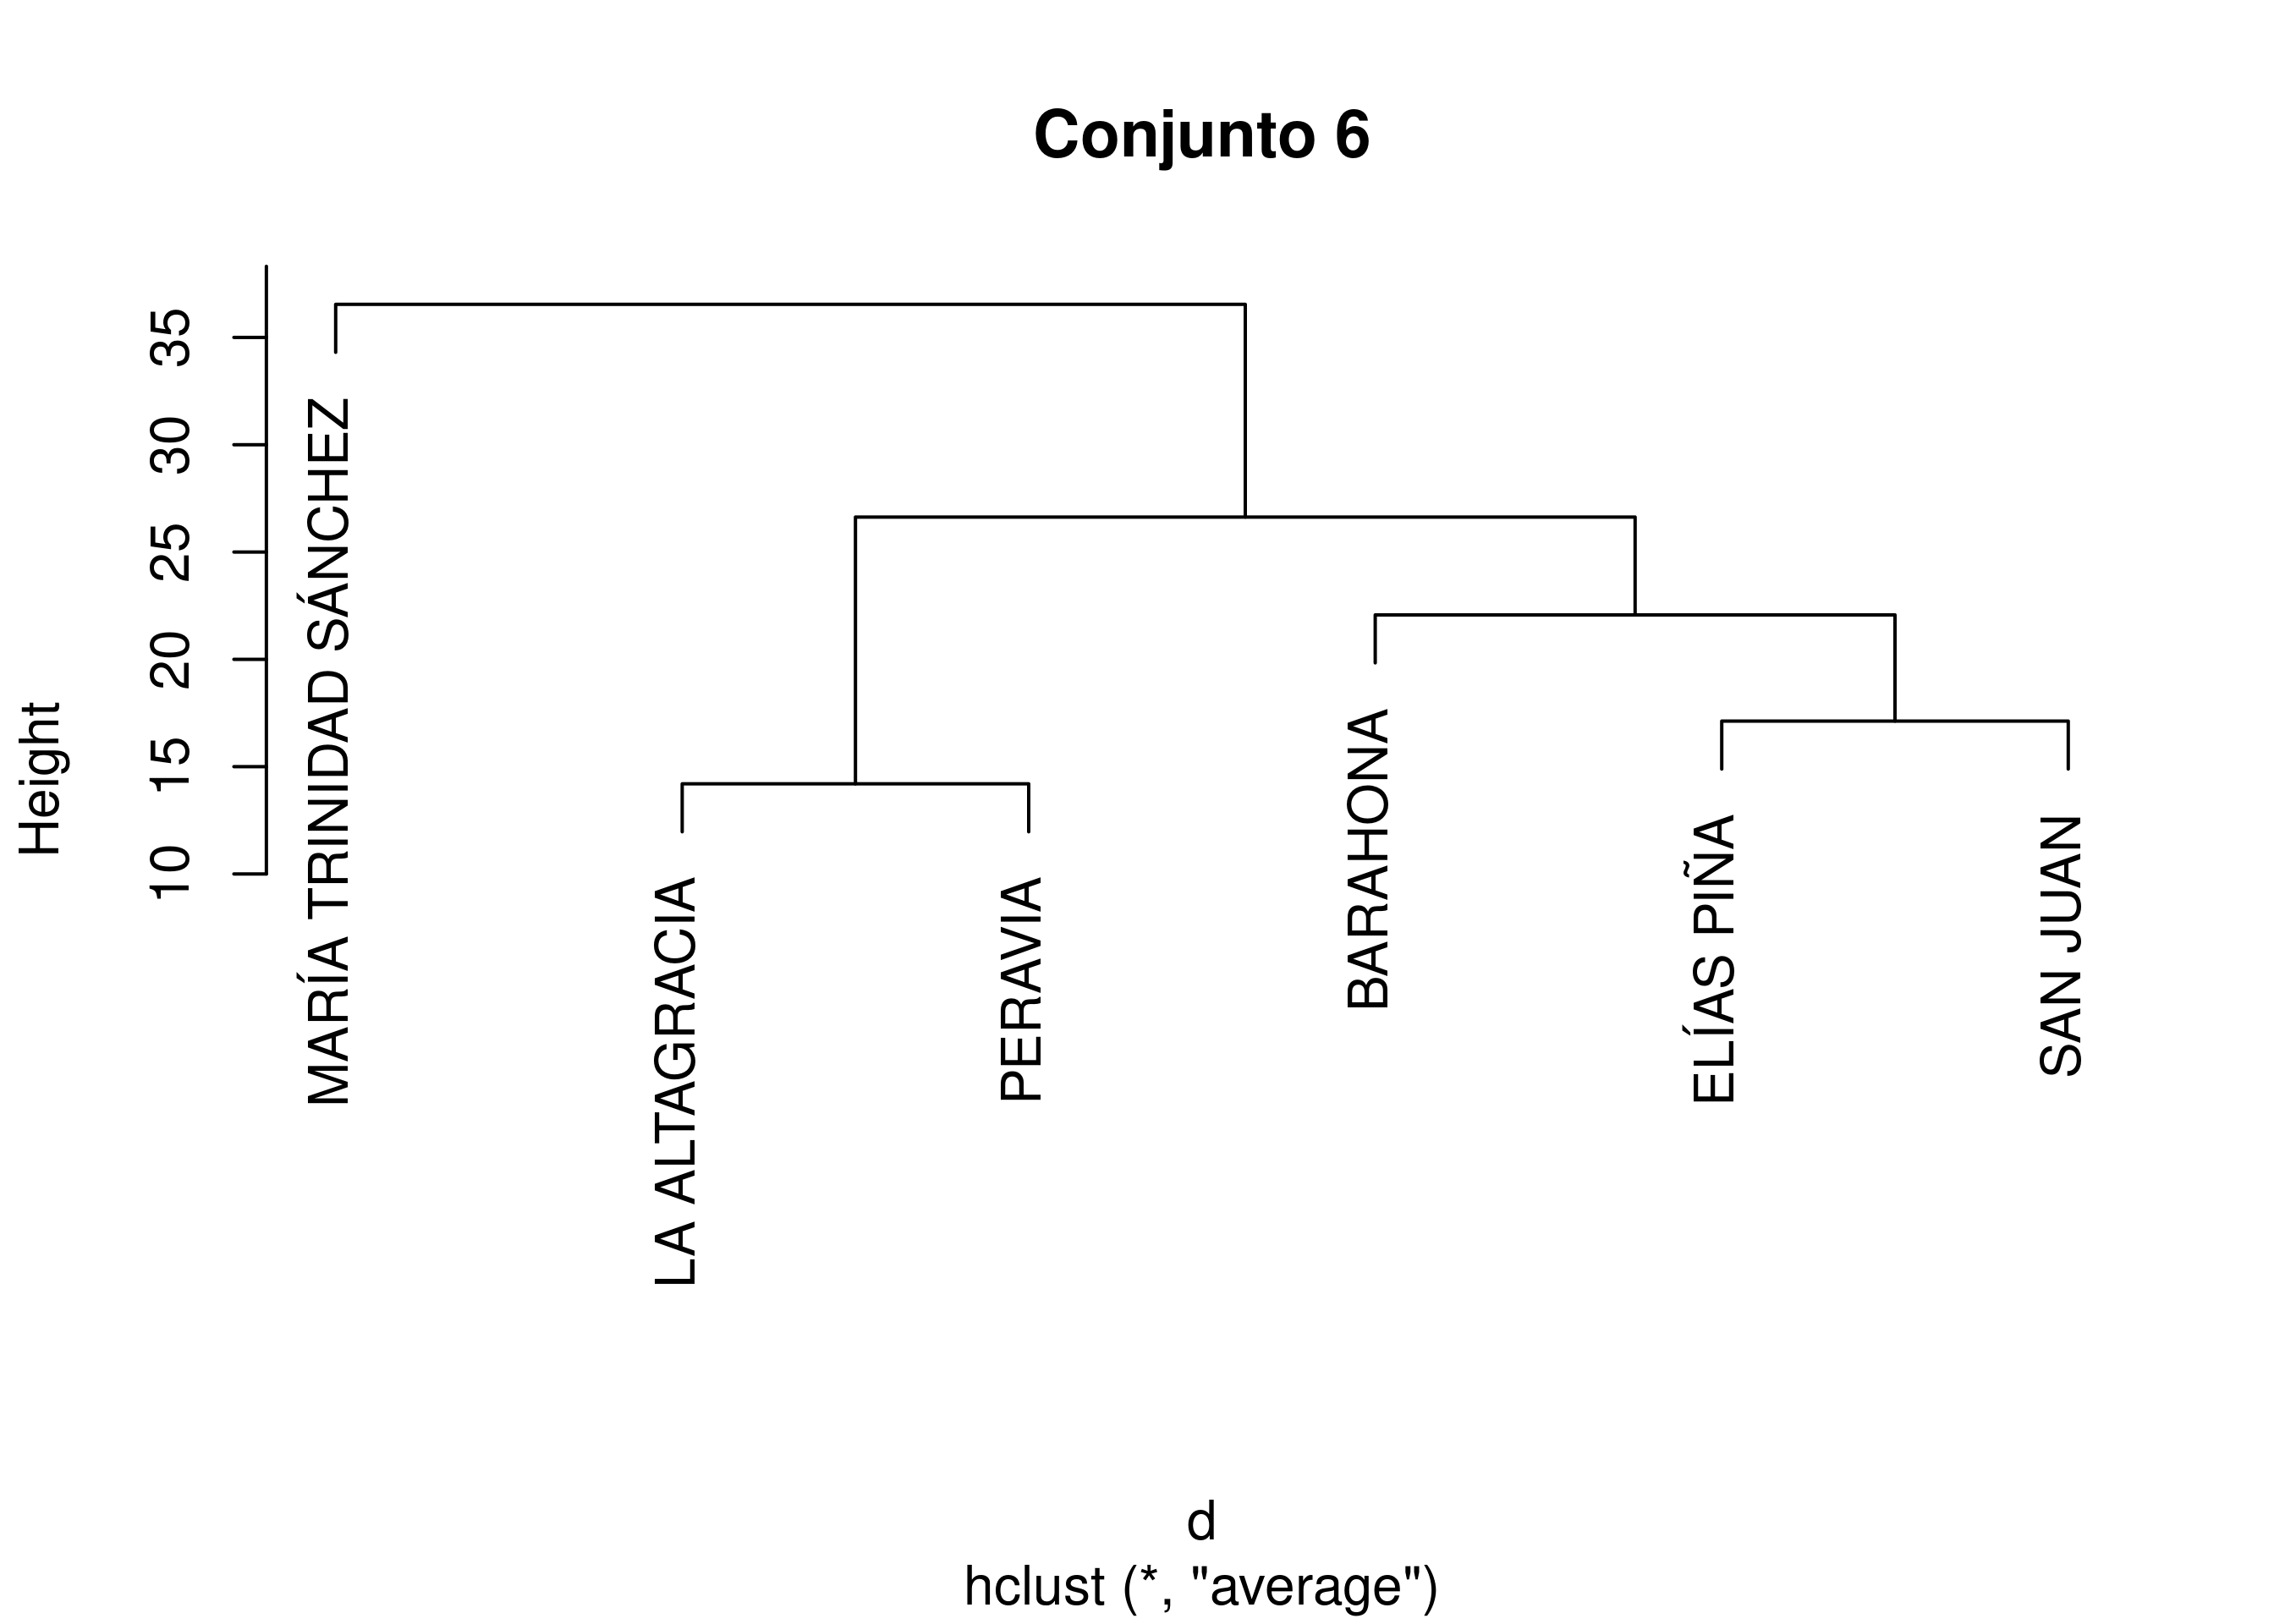 Conjunto 6
Height
35
30
25
20
15
10
MARÍA TRINIDAD SÁNCHEZ
LA ALTAGRACIA
PERAVIA
BARAHONA
ELÍAS PIÑA
SAN JUAN
d
hclust (*, "average")